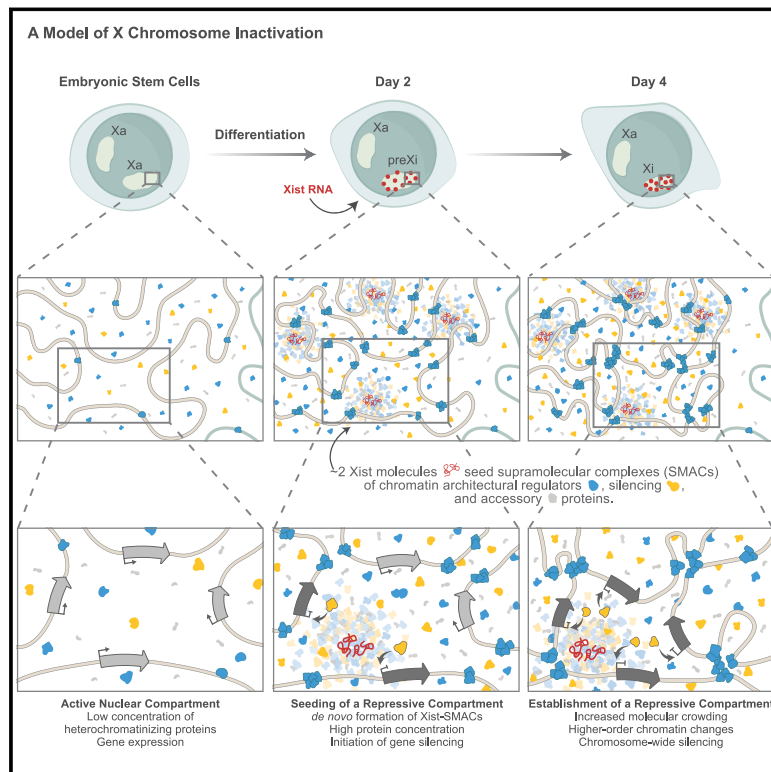 A Model of X Chromosome Inactivation
Embryonic Stem Cells
Day 2
Day 4
Differentiation
Xa
Xa
Xa
preXi
Xa
Xi
Xist RNA
~2 Xist molecules seed supramolecular complexes (SMACs)
of chromatin architectural regulators , silencing ,
and accessory proteins.
Active Nuclear Compartment
Low concentration of
heterochromatinizing proteins
Gene expression
Seeding of a Repressive Compartment
de novo formation of Xist-SMACs
High protein concentration
Initiation of gene silencing
Establishment of a Repressive Compartment
Increased molecular crowding
Higher-order chromatin changes
Chromosome-wide silencing